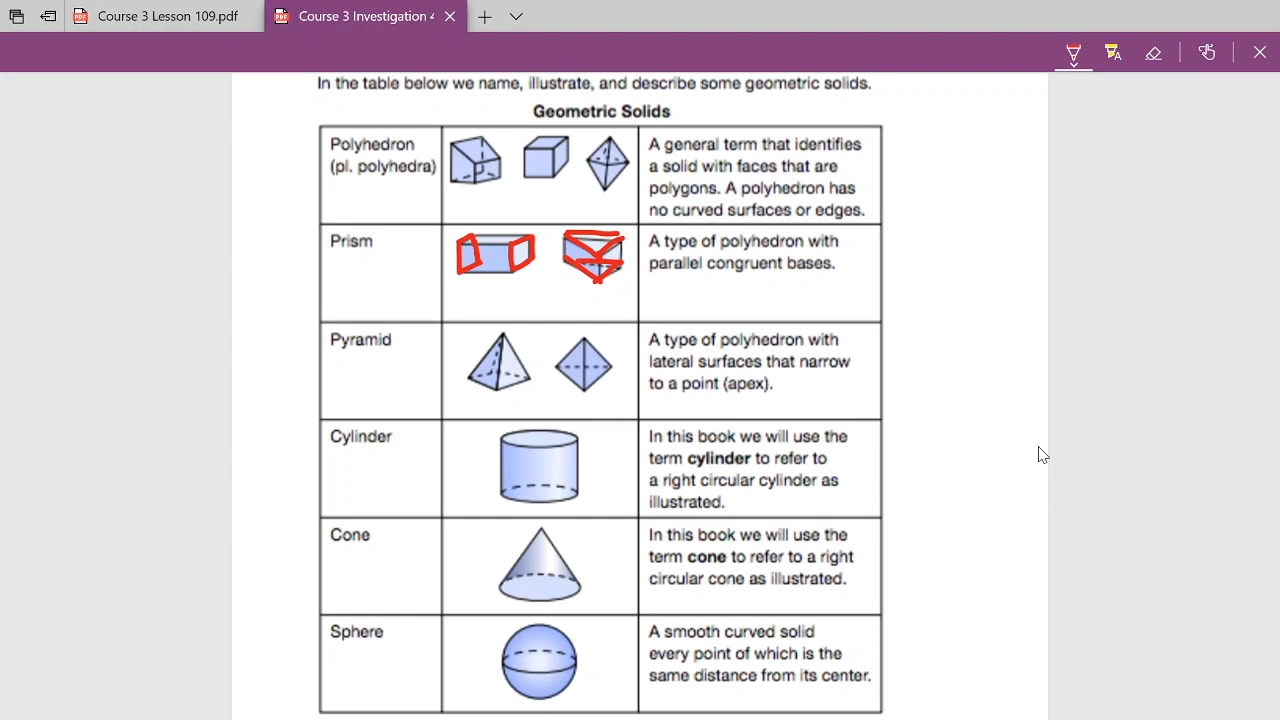 Course 3 Lesson 109.pdf
Course 3 Investigation 4
In the table below we name, illustrate, and describe some geometric solids.
Geometric Solids
Polyhedron
(pl. polyhedra)
A general term that identifies
a solid with faces that are
polygons. A polyhedron has
no curved surfaces or edges.
Prism
A type of polyhedron with
parallel congruent bases.
Pyramid
A type of polyhedron with
lateral surfaces that narrow
to a point (apex).
Cylinder
In this book we will use the
term cylinder to refer to
a right circular cylinder as
illustrated.
Cone
In this book we will use the
term cone to refer to a right
circular cone as illustrated.
Sphere
A smooth curved solid
every point of which is the
same distance from its center.